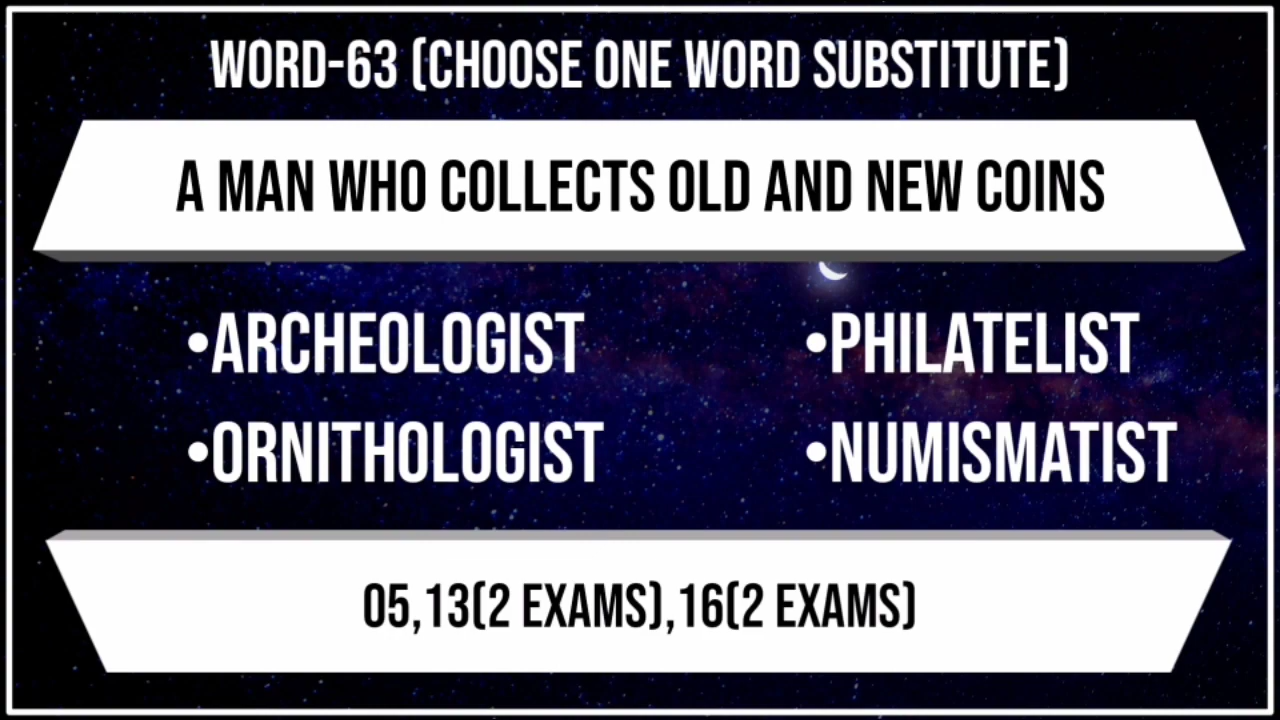 WORD-63 (CHOOSE ONE WORD SUBSTITUTE)
A MAN WHO COLLECTS OLD AND NEW COINS
•ARCHEOLOGIST
•PHILATELIST
•ORNITHOLOGIST
•NUMISMATIST
05,13(2 EXAMS),16(2 EXAMS)